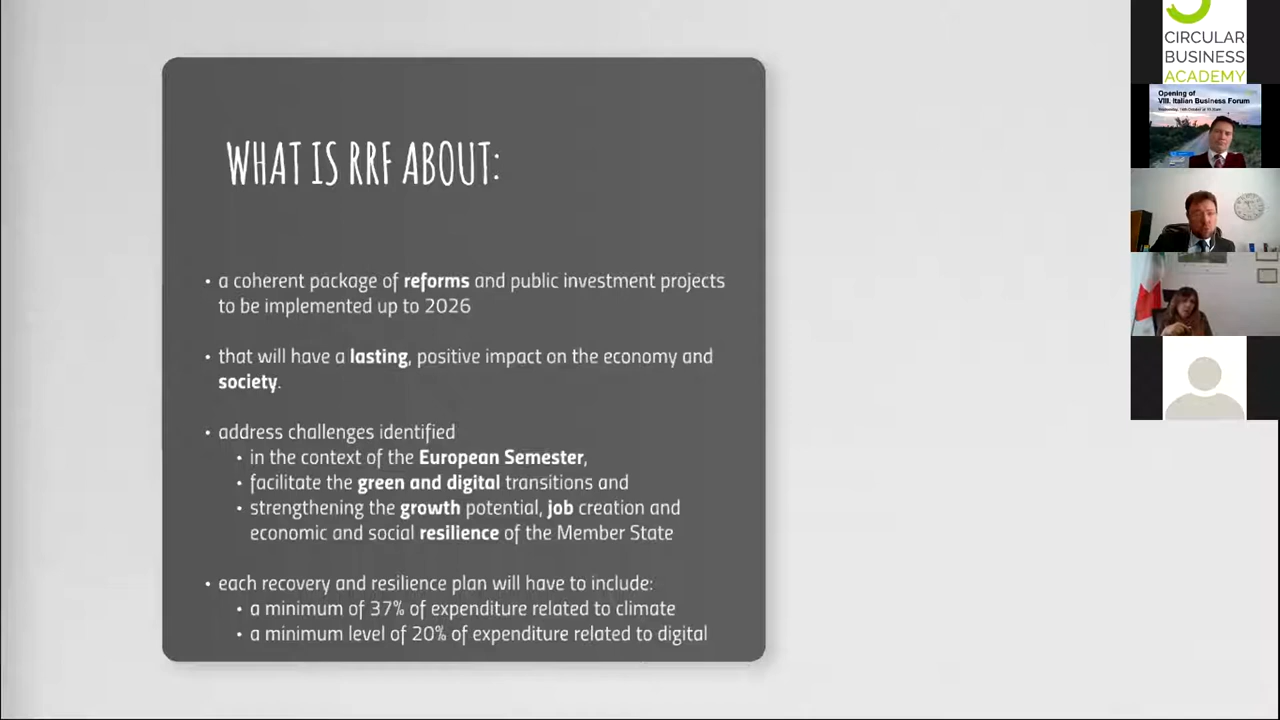 WHAT IS RRF ABOUT:
• a coherent package of reforms and public investment projects
to be implemented up to 2026
• that will have a lasting, positive impact on the economy and
society.
• address challenges identified
• in the context of the European Semester,
• facilitate the green and digital transitions and
• strengthening the growth potential, job creation and
economic and social resilience of the Member State
• each recovery and resilience plan will have to include:
• a minimum of 37% of expenditure related to climate
• a minimum level of 20% of expenditure related to digital
CIRCULAR
BUSINESS
ACADEMY
Opening of
VIII. Italian Business Forum